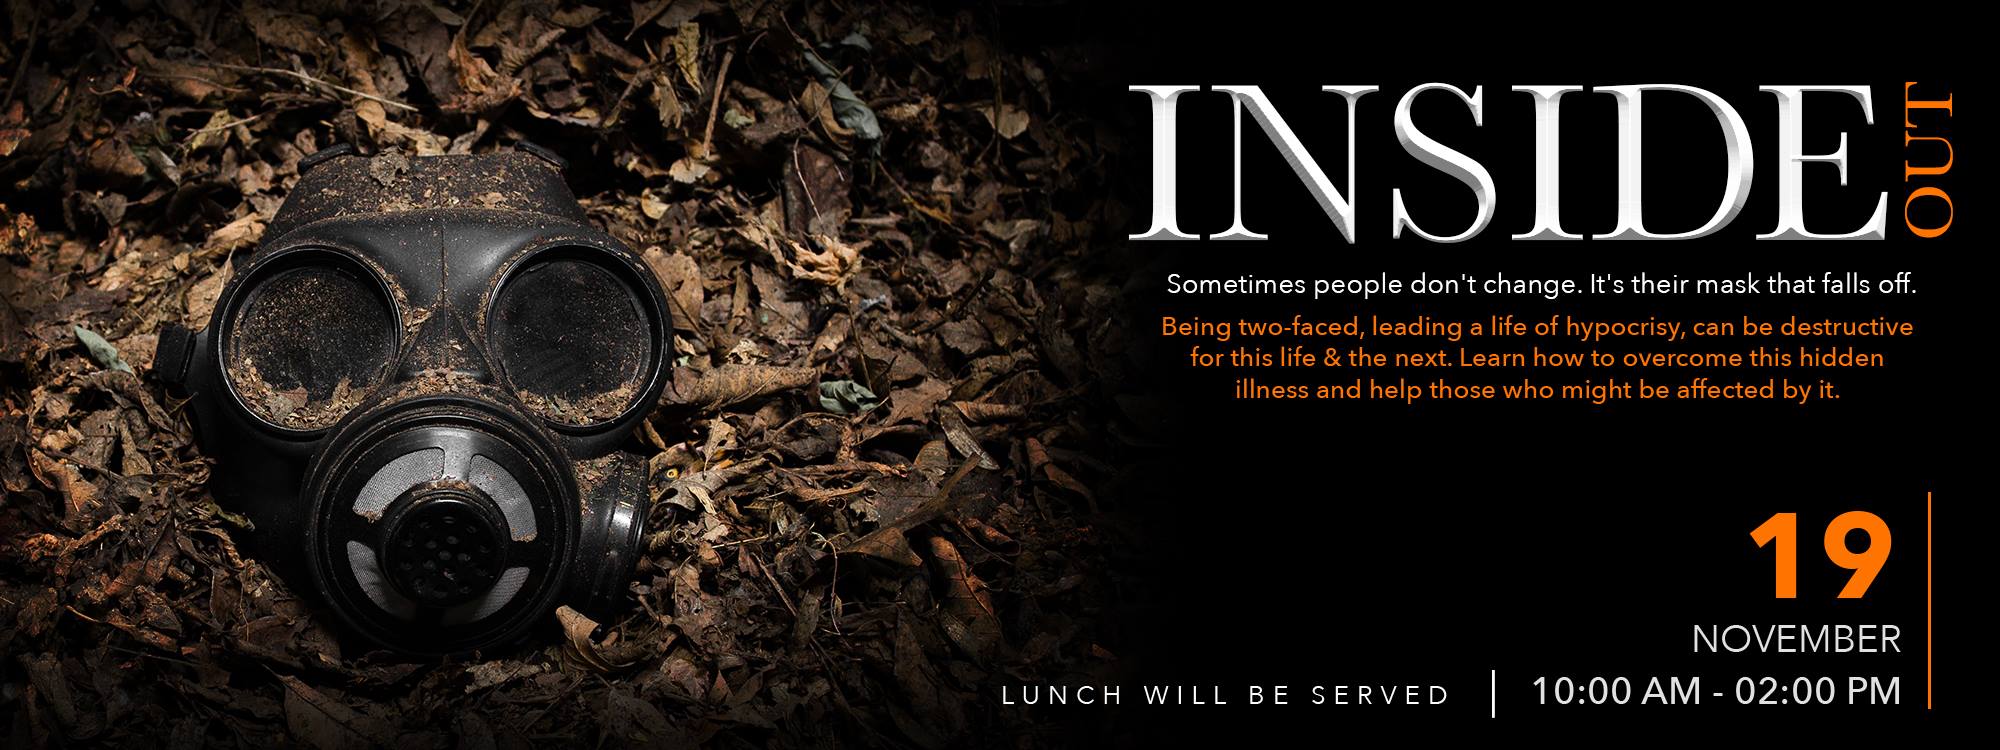 INSIDE OUT
Sometimes people don't change. It's their mask that falls off.
Being two-faced, leading a life of hypocrisy, can be destructive
for this life & the next. Learn how to overcome this hidden
illness and help those who might be affected by it.
19
NOVEMBER
LUNCH WILL BE SERVED | 10:00 AM - 02:00 PM